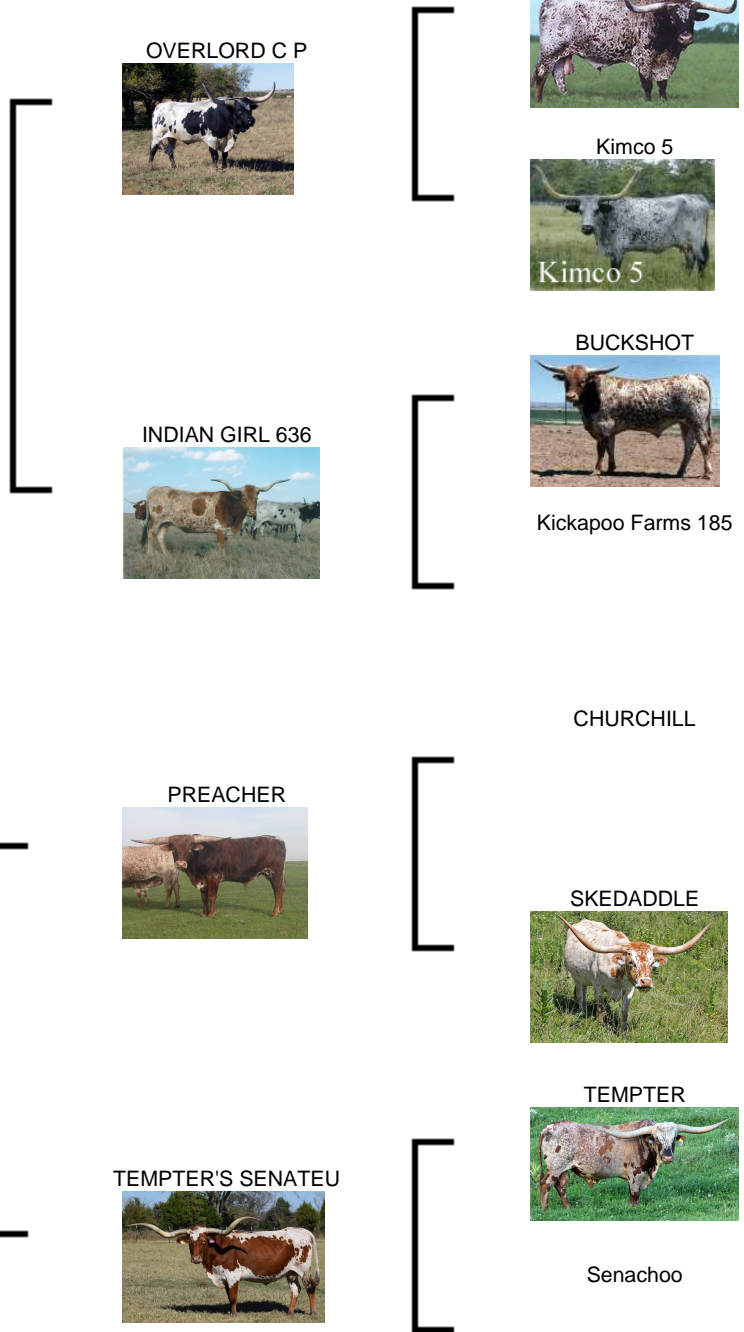 OVERLORD C P
Kimco 5
Kimco 5
BUCKSHOT
INDIAN GIRL 636
Kickapoo Farms 185
CHURCHILL
PREACHER
SKEDADDLE
TEMPTER
TEMPTER'S SENATEU
Senachoo